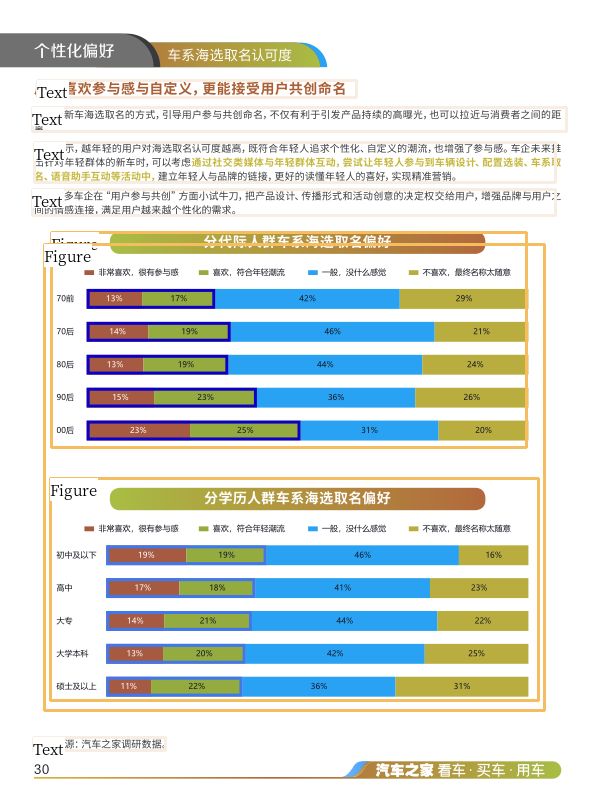 个性化偏好
车系海选取名认可度
Text
喜欢参与感与自定义，更能接受用户共创命名
Text
新车海选取名的方式，引导用户参与共创命名，不仅有利于引发产品持续的高曝光，也可以拉近与消费者之间的距
Text
示，越年轻的用户对海选取名认可度越高，既符合年轻人追求个性化、自定义的潮流，也增强了参与感。车企未来推
出针对年轻群体的新车时，可以考虑通过社交类媒体与年轻群体互动，尝试让年轻人参与到车辆设计、配置选装、车系取
名、语音助手互动等活动中，建立年轻人与品牌的链接，更好的读懂年轻人的喜好，实现精准营销。
Text
多车企在“用户参与共创”方面小试牛刀，把产品设计、传播形式和活动创意的决定权交给用户，增强品牌与用户之
间的情感连接，满足用户越来越个性化的需求。
Figure
分代际人群车系海选取名偏好
Figure
非常喜欢，很有参与感 喜欢，符合年轻潮流 一般，没什么感觉 不喜欢，最终名称太随意
70前 13% 17% 42% 29%
70后 14% 19% 46% 21%
80后 13% 19% 44% 24%
90后 15% 23% 36% 26%
00后 23% 25% 31% 20%
Figure
分学历人群车系海选取名偏好
非常喜欢，很有参与感 喜欢，符合年轻潮流 一般，没什么感觉 不喜欢，最终名称太随意
初中及以下 19% 19% 46% 16%
高中 17% 18% 41% 23%
大专 14% 21% 44% 22%
大学本科 13% 20% 42% 25%
硕士及以上 11% 22% 36% 31%
Text
源：汽车之家调研数据。
30
汽车之家 看车·买车·用车